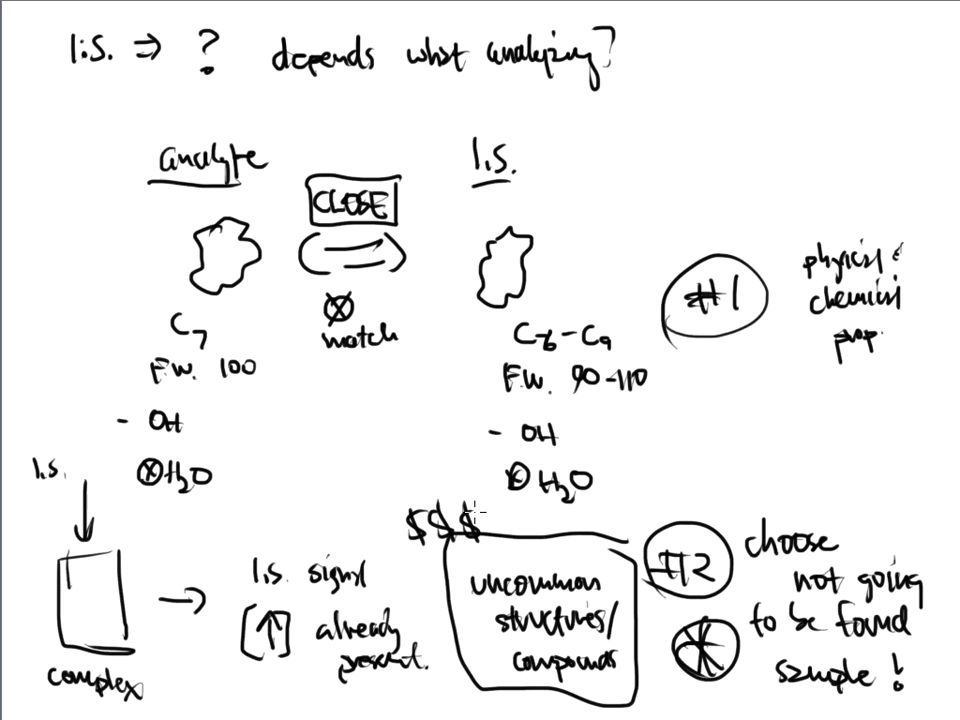 I.S. ⇒ ? depends what analyzing?
analyte
I.S.
CLOSE
match
C7
F.W. 100
- OH
⊗ H2O
C6-C9
F.W. 90-110
- OH
H2O
#1
physical &
chemical
prop.
I.S.
complex
I.S. signal
[↑] already
present.
$$$
uncommon
structures/
compounds
#2
choose
not going
to be found
sample!